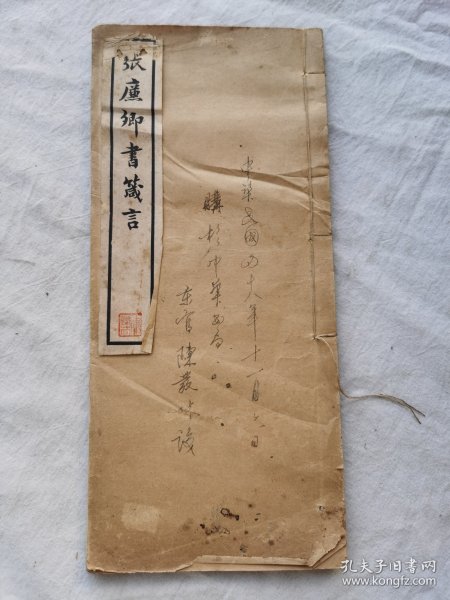 張廉卿書箴言
中華民國四十八年十一月六日
購於中華書局
東官陳
識
孔夫子旧书网
www.kongfz.com